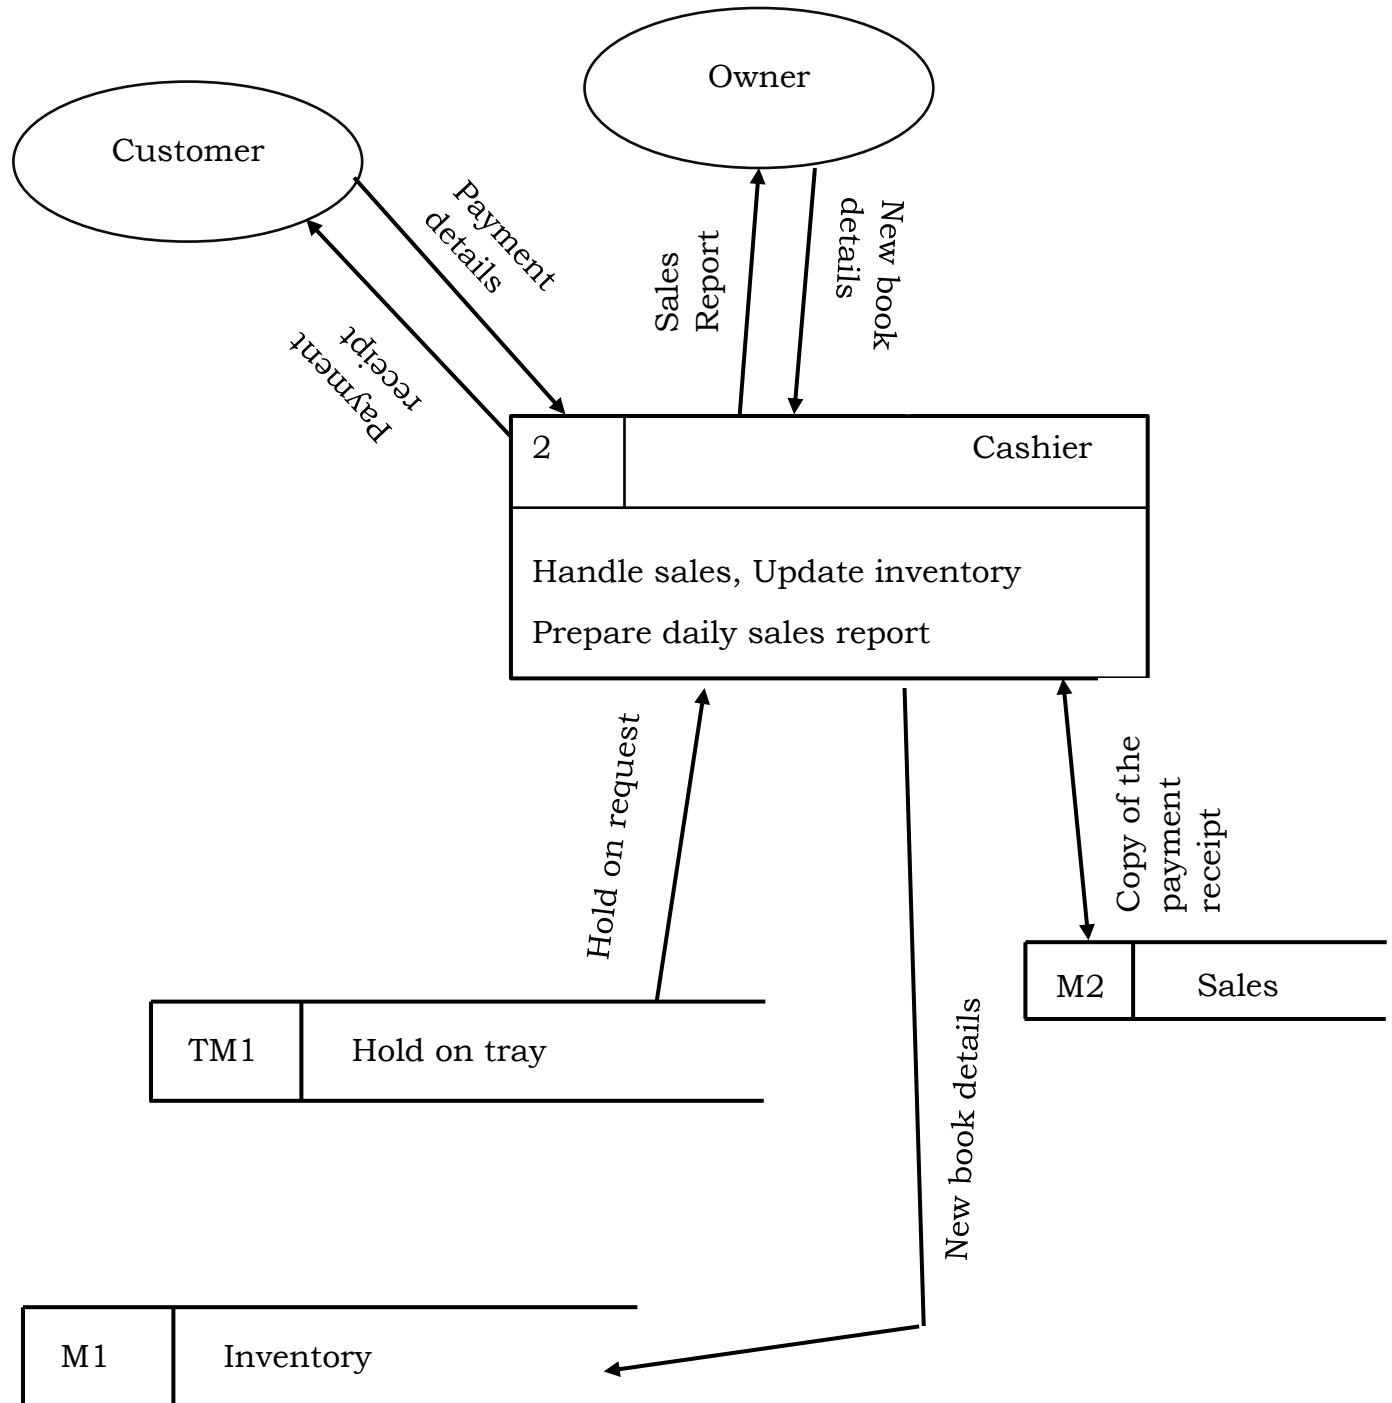 Owner
Customer
Payment
details
Sales
Report
New book
details
Payment
receipt
2
Cashier
Handle sales, Update inventory
Prepare daily sales report
Hold on request
Copy of the
payment
receipt
M2
Sales
TM1
Hold on tray
New book details
M1
Inventory